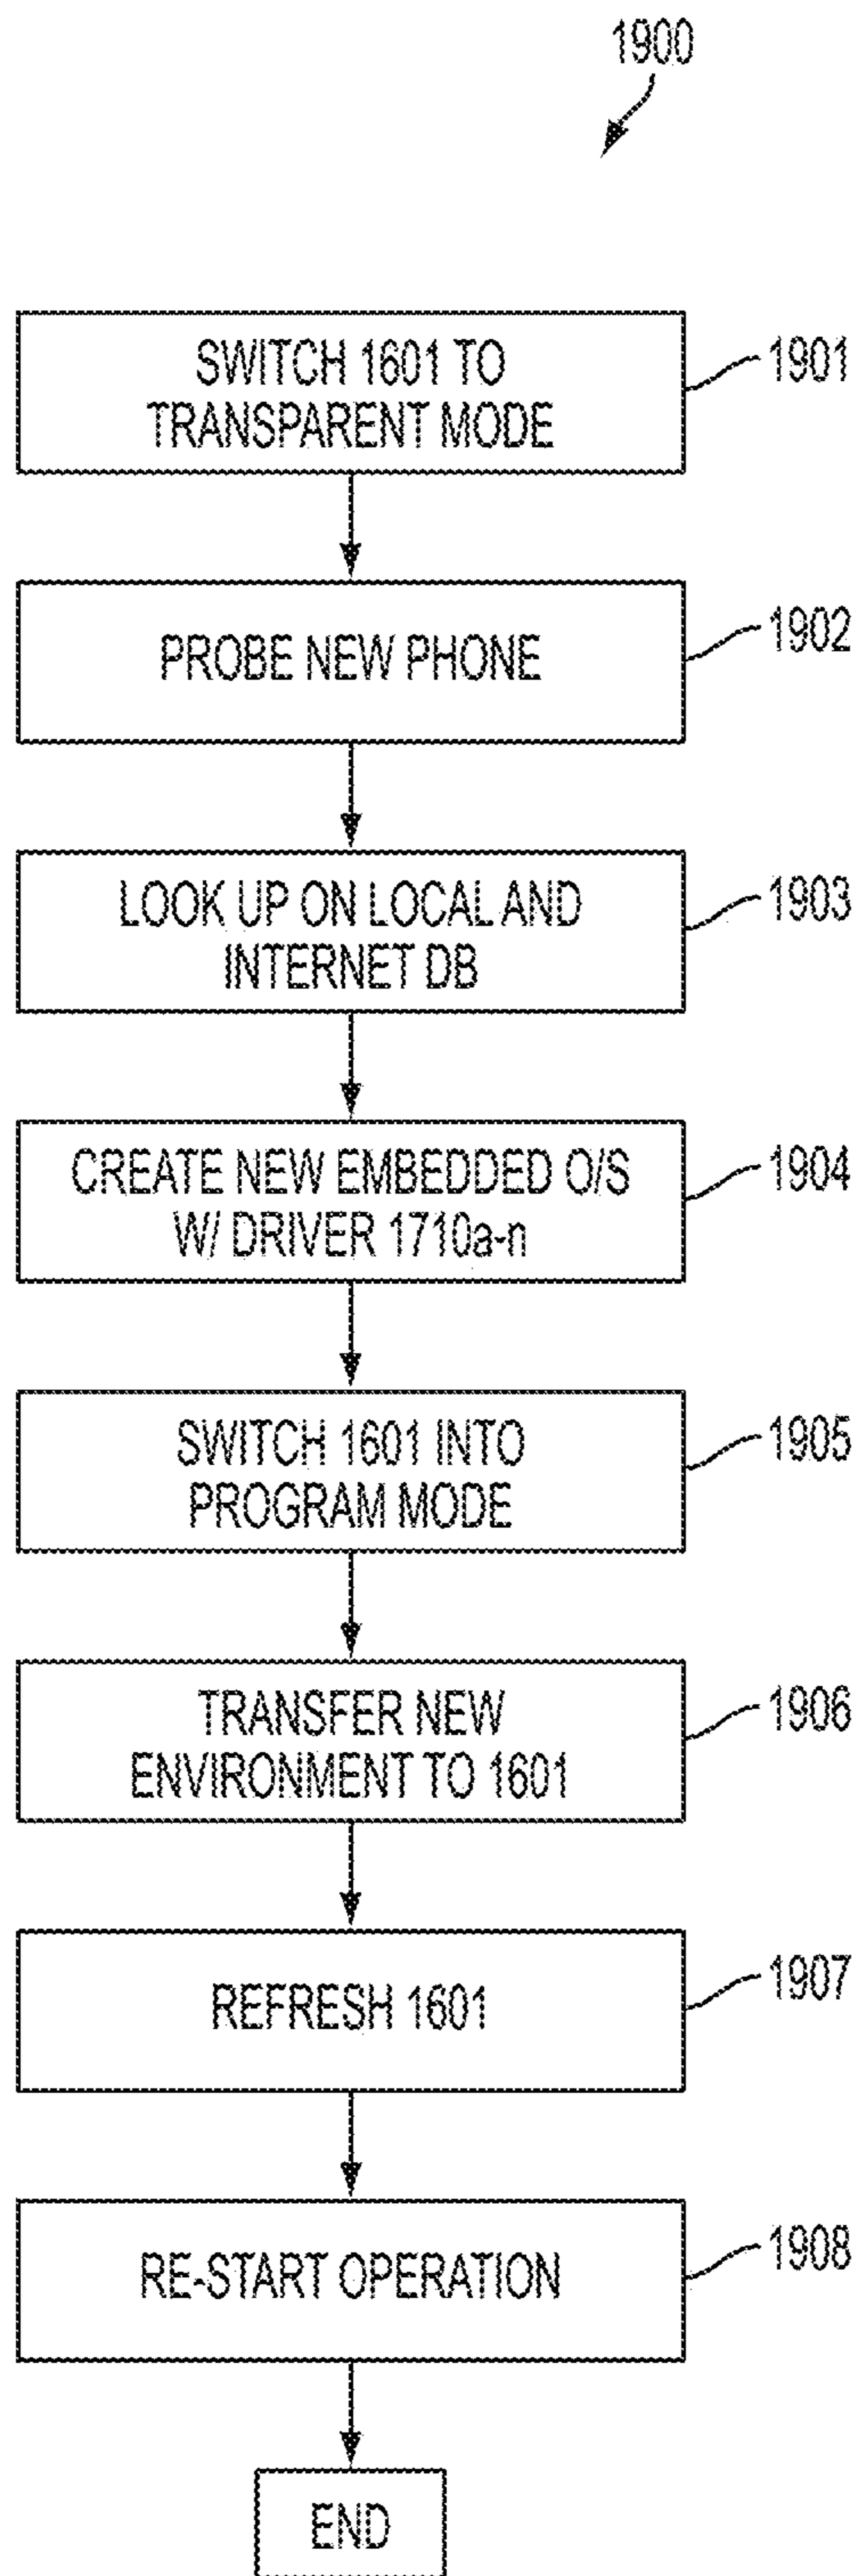 1900
SWITCH 1601 TO
TRANSPARENT MODE
1901
PROBE NEW PHONE
1902
LOOK UP ON LOCAL AND
INTERNET DB
1903
CREATE NEW EMBEDDED O/S
W/ DRIVER 1710a-n
1904
SWITCH 1601 INTO
PROGRAM MODE
1905
TRANSFER NEW
ENVIRONMENT TO 1601
1906
REFRESH 1601
1907
RE-START OPERATION
1908
END